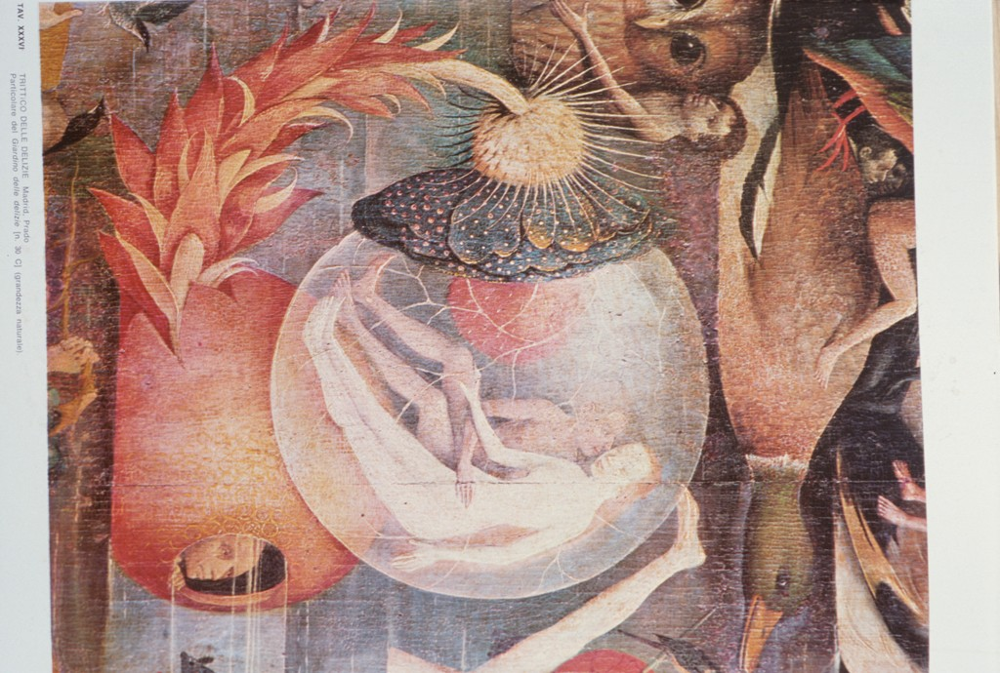 TAV. XXXVI
TRITTICO DELLE DELIZIE Madrid, Prado
Particolare del Giardino delle delizie [n. 30 C] (grandezza naturale)